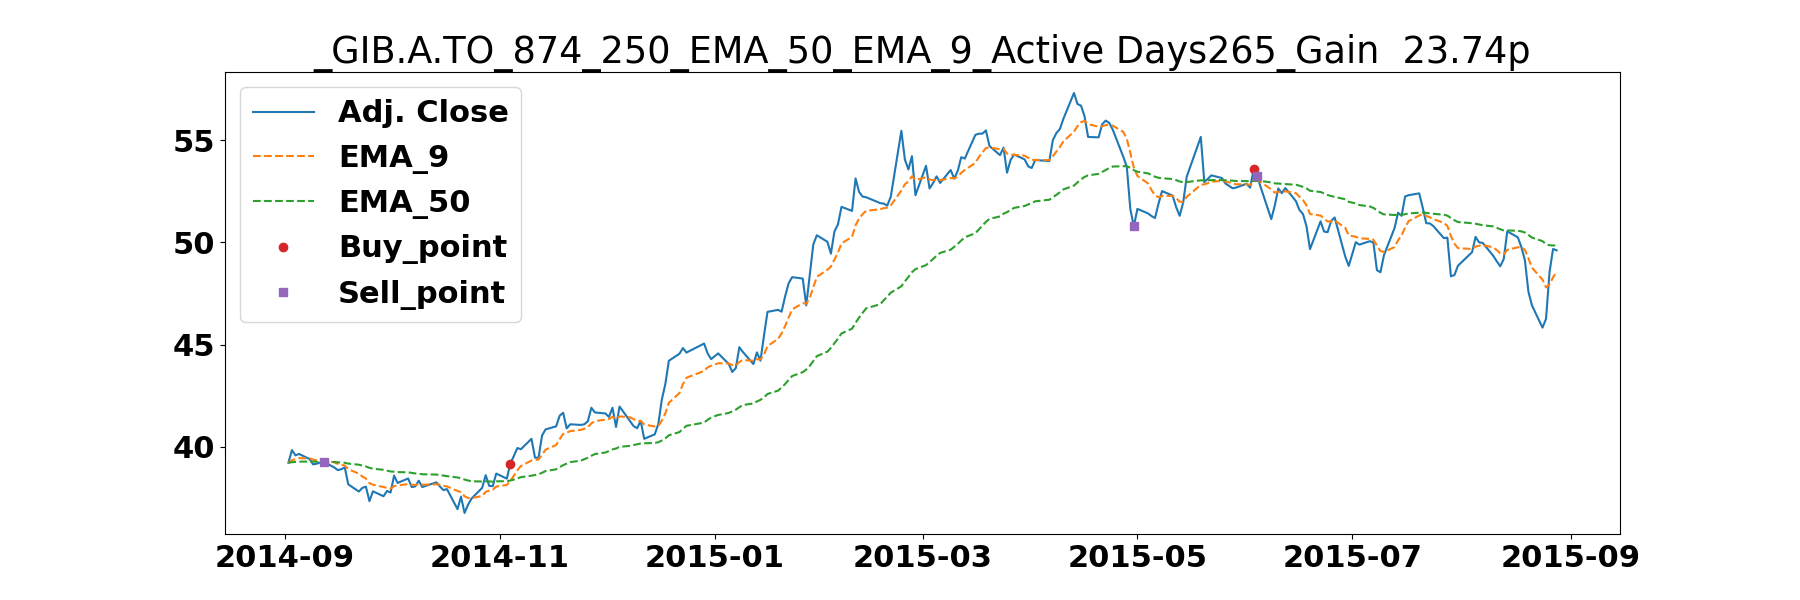 _GIB.A.TO_874_250_EMA_50_EMA_9_Active Days265_Gain  23.74p
Adj. Close
EMA_9
EMA_50
Buy_point
Sell_point
55
50
45
40
2014-09 2014-11 2015-01 2015-03 2015-05 2015-07 2015-09